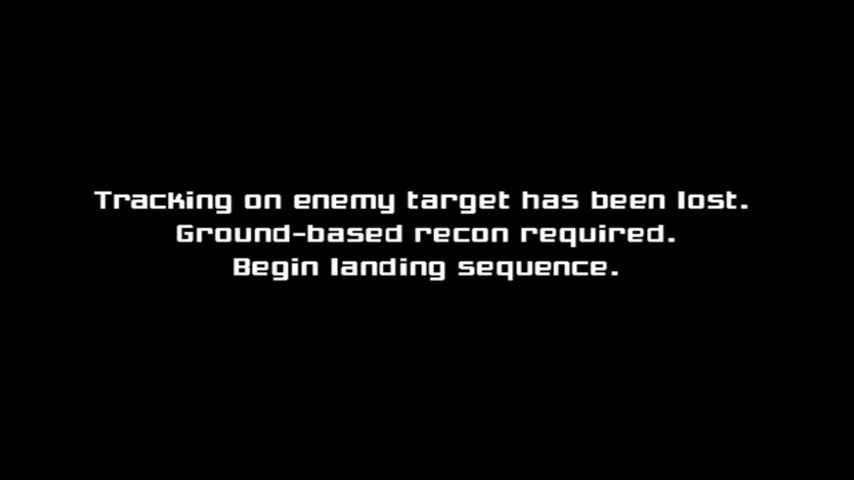 Tracking on enemy target has been lost.
Ground-based recon required.
Begin landing sequence.